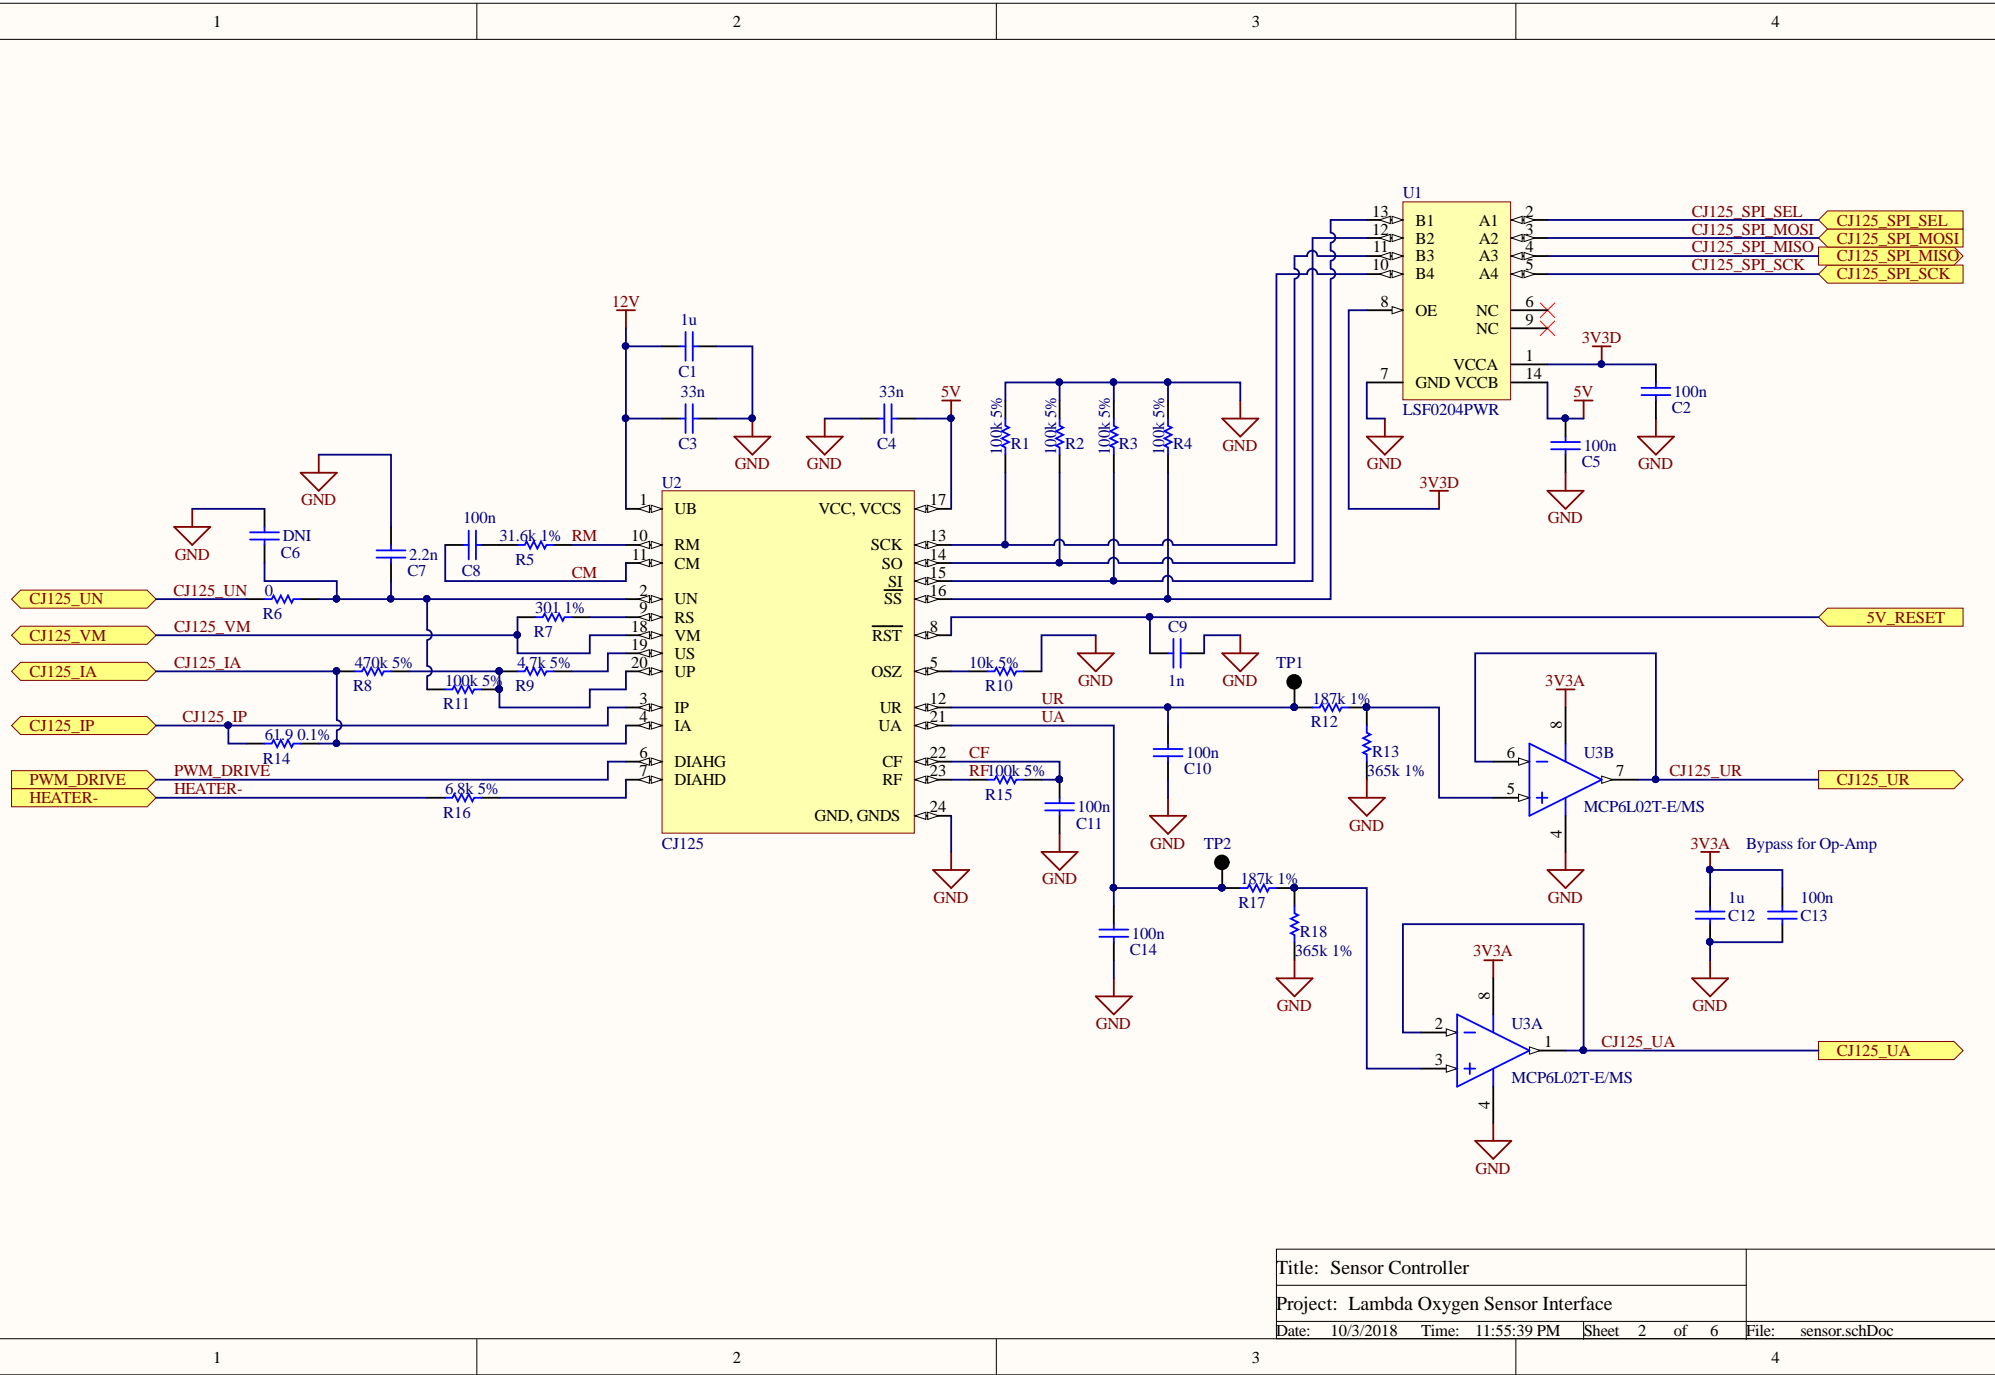 1 2 3 4
U1
13 B1 A1 2 CJ125_SPI_SEL CJ125_SPI_SEL
12 B2 A2 3 CJ125_SPI_MOSI CJ125_SPI_MOSI
11 B3 A3 4 CJ125_SPI_MISO CJ125_SPI_MISO
10 B4 A4 5 CJ125_SPI_SCK CJ125_SPI_SCK
8 OE NC 6
NC 9
VCCA 1
7 GND VCCB 14
LSF0204PWR
3V3D
5V
100n
C2
100n
C5
GND
GND
GND
3V3D
12V
1u
C1
33n
C3
GND
33n
C4
5V
GND
100k 5% R1
100k 5% R2
100k 5% R3
100k 5% R4
GND
GND
GND
DNI
C6
2.2n
C7
100n
C8
31.6k 1% RM
R5
CM
U2
1 UB VCC, VCCS 17
10 RM SCK 13
11 CM SO 14
SI 15
2 UN SS 16
9 RS
18 VM RST 8
19 US
20 UP OSZ 5
3 IP UR 12
4 IA UA 21
6 DIAHG CF 22
7 DIAHD RF 23
GND, GNDS 24
CJ125
CJ125_UN CJ125_UN 0
R6
301 1%
R7
CJ125_VM CJ125_VM
CJ125_IA CJ125_IA 470k 5%
R8
4.7k 5%
R9
100k 5%
R11
CJ125_IP CJ125_IP
61.9 0.1%
R14
PWM_DRIVE PWM_DRIVE
HEATER- HEATER-
6.8k 5%
R16
5V_RESET
C9
1n
GND
10k 5%
R10
GND
UR
UA
TP1
187k 1%
R12
R13
365k 1%
GND
100n
C10
GND
CF
RF 100k 5%
R15
100n
C11
GND
GND
3V3A
8
6
5
7
4
U3B
MCP6L02T-E/MS
GND
CJ125_UR CJ125_UR
TP2
187k 1%
R17
R18
365k 1%
GND
100n
C14
GND
3V3A Bypass for Op-Amp
1u
C12
100n
C13
GND
3V3A
8
2
3
1
4
U3A
MCP6L02T-E/MS
GND
CJ125_UA CJ125_UA
Title: Sensor Controller
Project: Lambda Oxygen Sensor Interface
Date: 10/3/2018 Time: 11:55:39 PM Sheet 2 of 6 File: sensor.schDoc
1 2 3 4